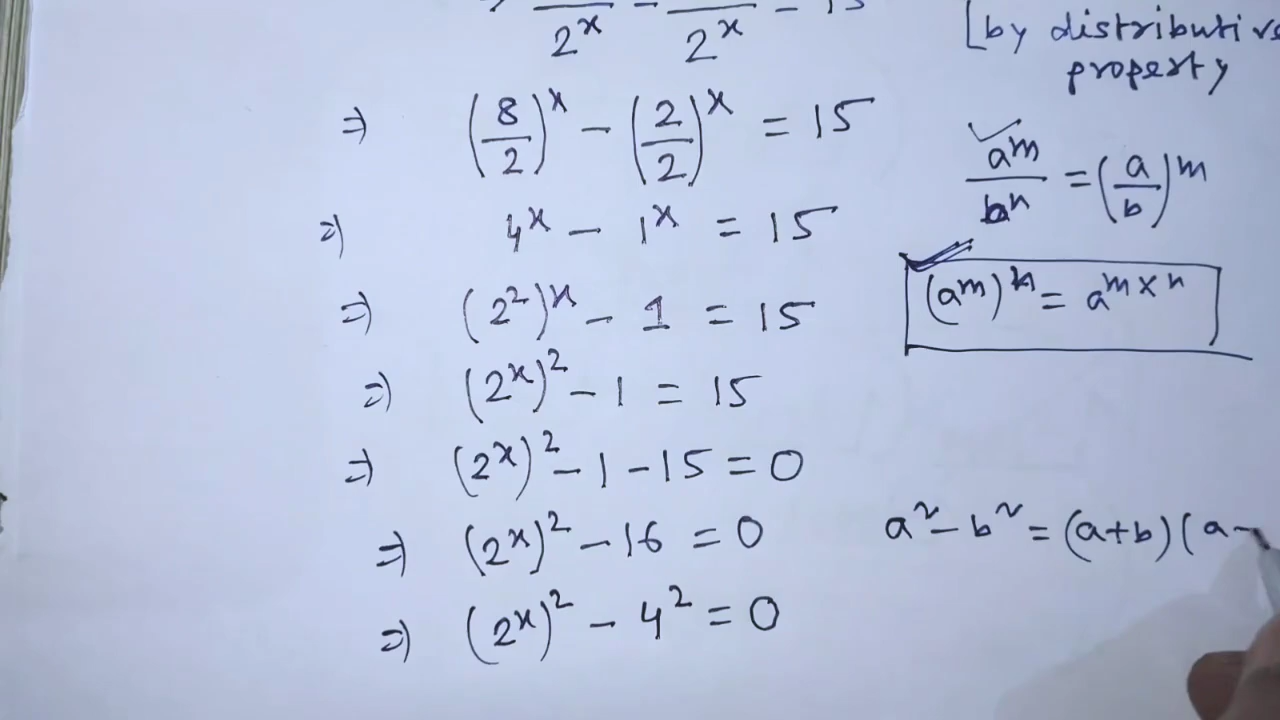 2^x - 2^x = 15
[by distributive
property
⇒ (8/2)^x - (2/2)^x = 15
a^m/b^n = (a/b)^m
⇒ 4^x - 1^x = 15
⇒ (2^2)^x - 1 = 15
(a^m)^n = a^{m×n}
⇒ (2^x)^2 - 1 = 15
⇒ (2^x)^2 - 1 - 15 = 0
⇒ (2^x)^2 - 16 = 0
a^2 - b^2 = (a+b)(a-
⇒ (2^x)^2 - 4^2 = 0